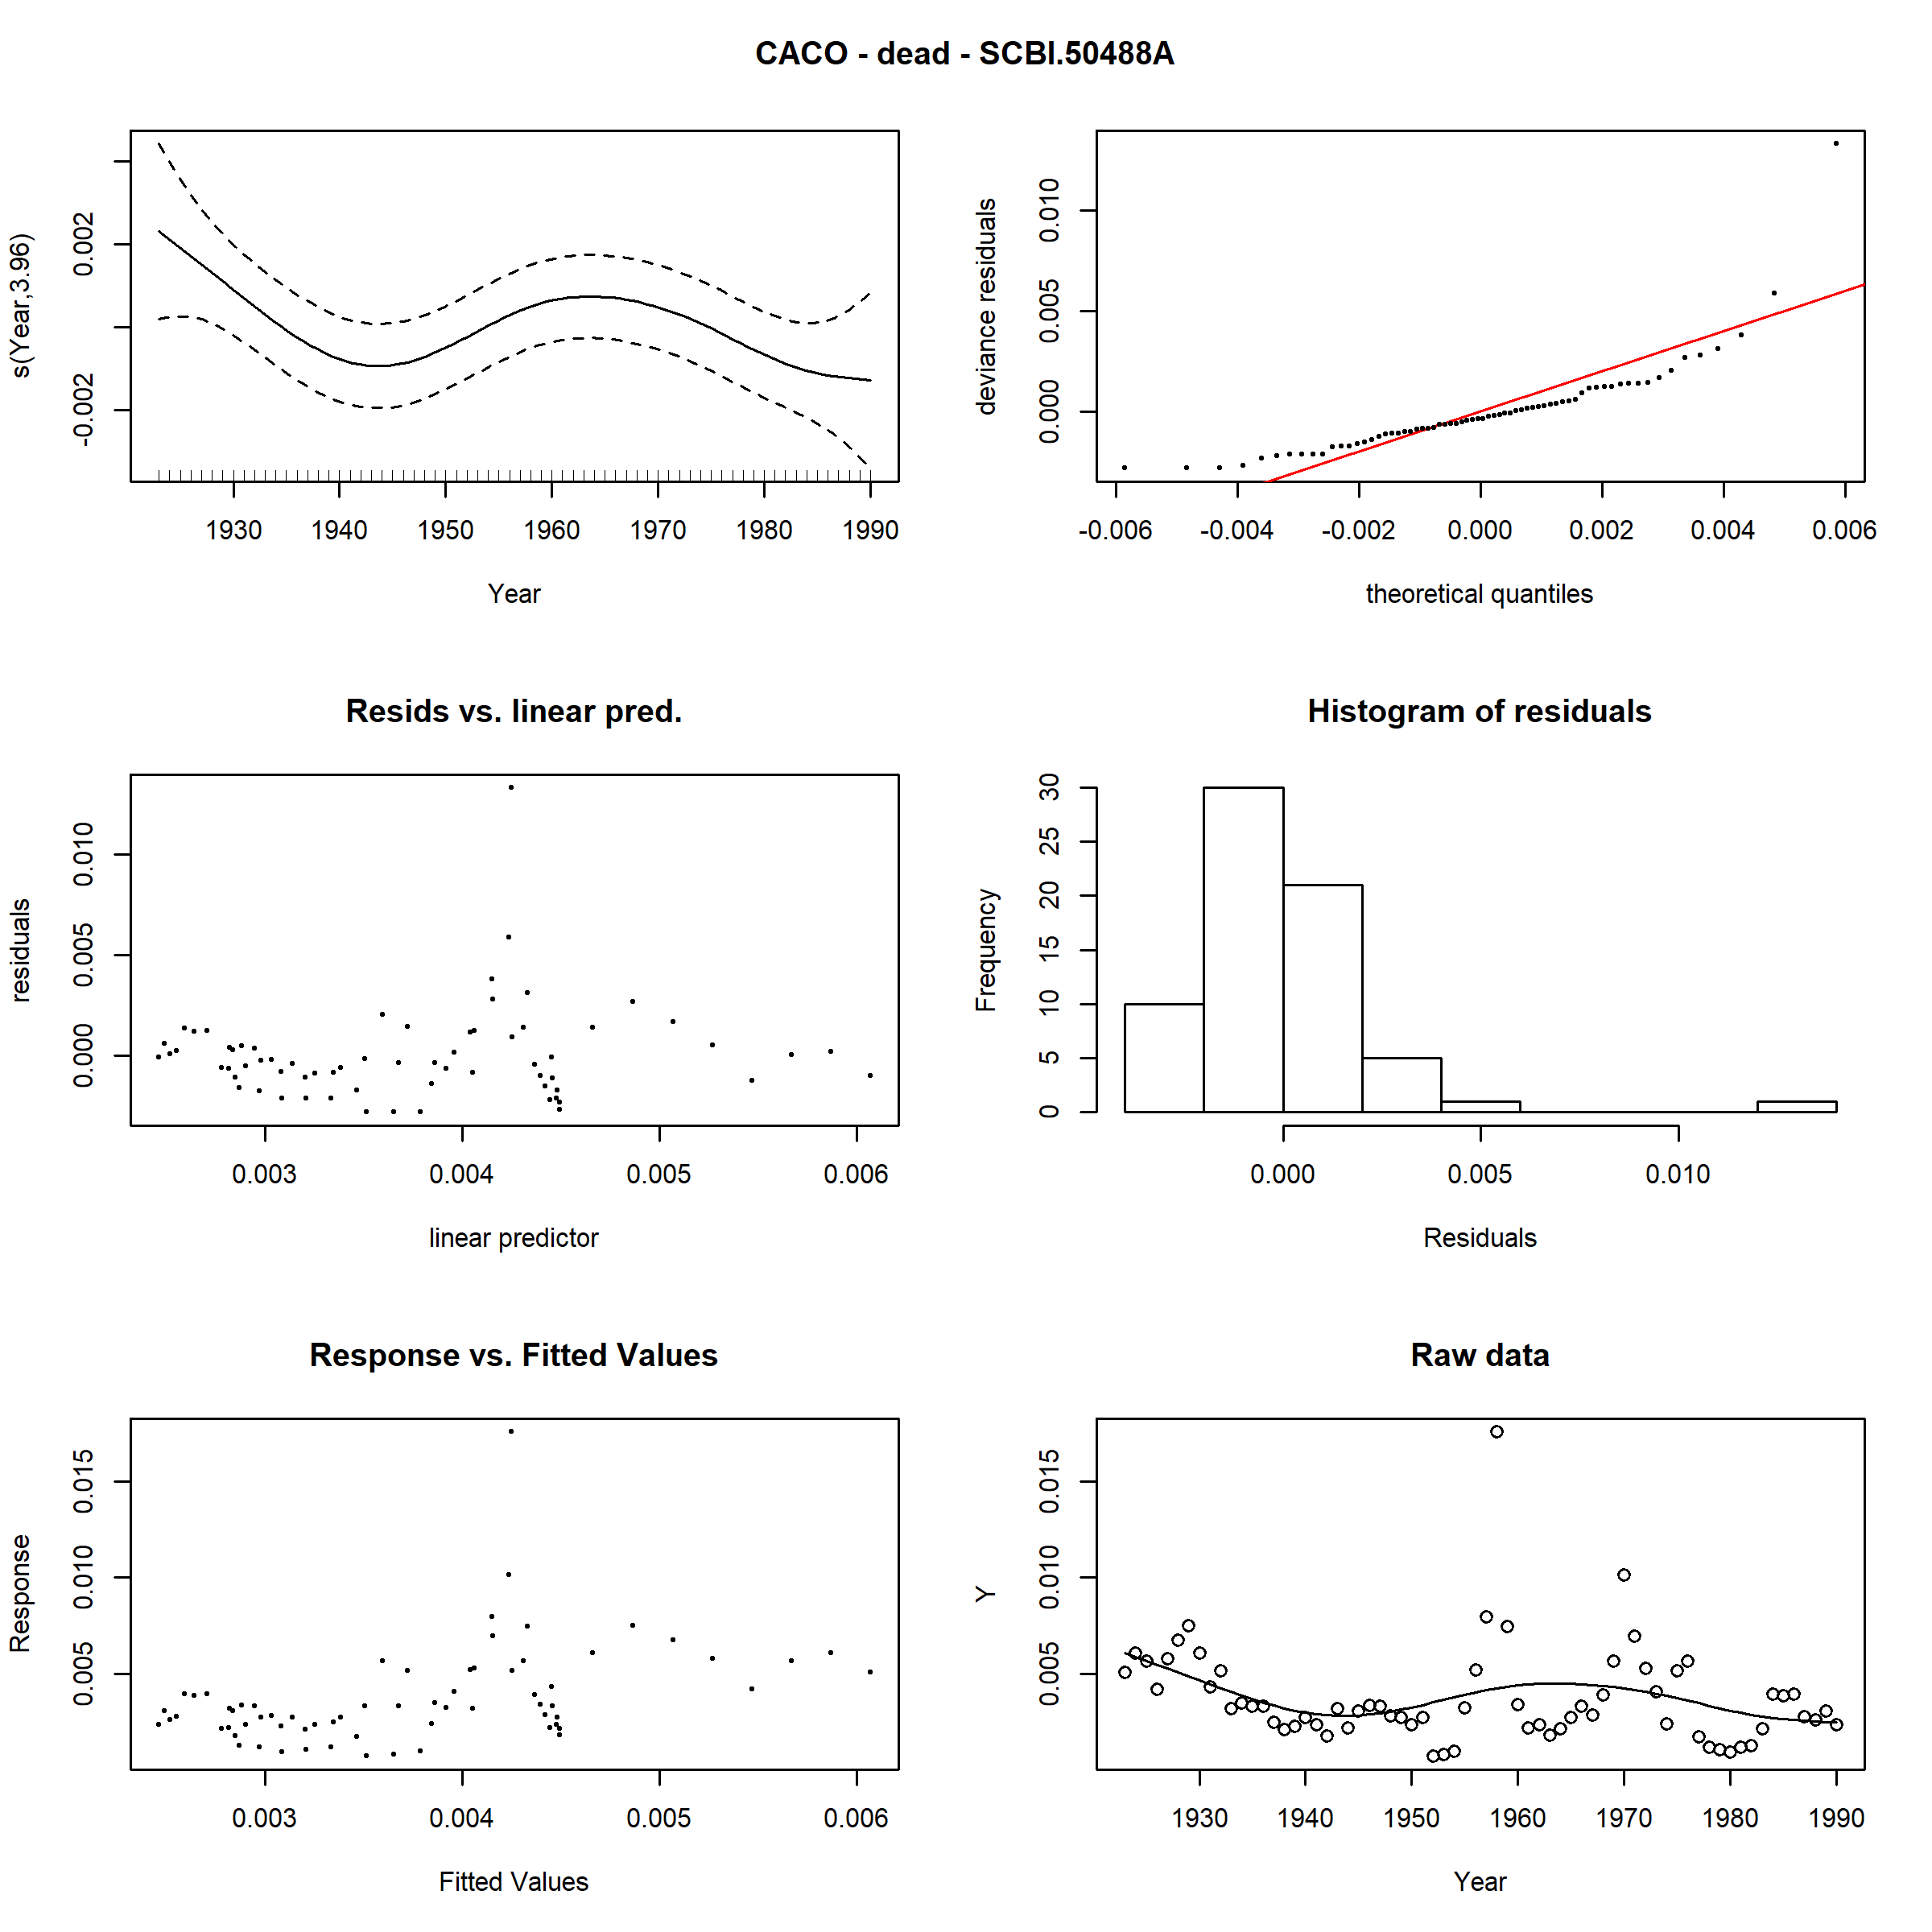 CACO - dead - SCBI.50488A
s(Year,3.96)
-0.002
0.002
1930 1940 1950 1960 1970 1980 1990
Year
deviance residuals
0.000 0.005 0.010
-0.006 -0.004 -0.002 0.000 0.002 0.004 0.006
theoretical quantiles
Resids vs. linear pred.
residuals
0.000 0.005 0.010
0.003 0.004 0.005 0.006
linear predictor
Histogram of residuals
Frequency
0 5 10 15 20 25 30
0.000 0.005 0.010
Residuals
Response vs. Fitted Values
Response
0.005 0.010 0.015
0.003 0.004 0.005 0.006
Fitted Values
Raw data
Y
0.005 0.010 0.015
1930 1940 1950 1960 1970 1980 1990
Year